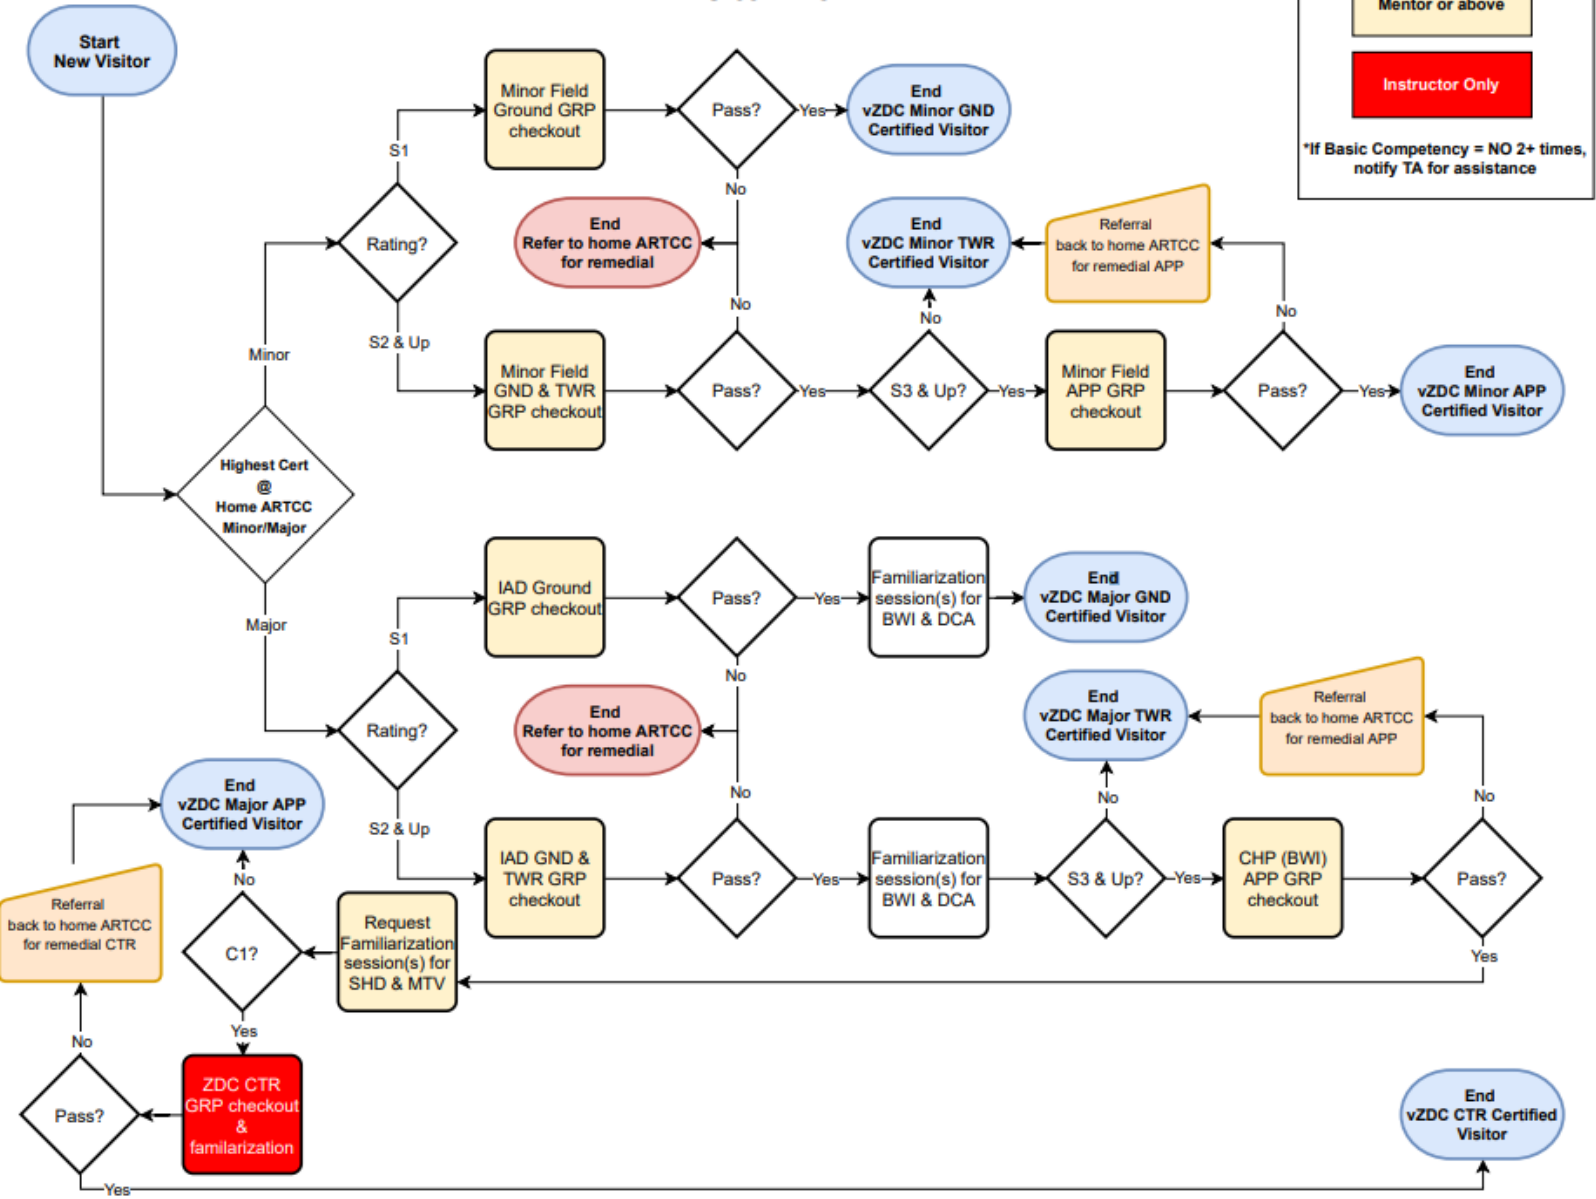 Mentor or above
Instructor Only
*If Basic Competency = NO 2+ times,
notify TA for assistance
Start
New Visitor
Minor Field
Ground GRP
checkout
Pass?
Yes
End
vZDC Minor GND
Certified Visitor
S1
No
Rating?
End
Refer to home ARTCC
for remedial
End
vZDC Minor TWR
Certified Visitor
Referral
back to home ARTCC
for remedial APP
No
No
No
S2 & Up
Minor
Minor Field
GND & TWR
GRP checkout
Pass?
Yes
S3 & Up?
Yes
Minor Field
APP GRP
checkout
Pass?
Yes
End
vZDC Minor APP
Certified Visitor
Highest Cert
@
Home ARTCC
Minor/Major
Major
IAD Ground
GRP checkout
Pass?
Yes
Familiarization
session(s) for
BWI & DCA
End
vZDC Major GND
Certified Visitor
S1
No
Rating?
End
Refer to home ARTCC
for remedial
End
vZDC Major TWR
Certified Visitor
Referral
back to home ARTCC
for remedial APP
No
No
No
S2 & Up
IAD GND &
TWR GRP
checkout
Pass?
Yes
Familiarization
session(s) for
BWI & DCA
S3 & Up?
Yes
CHP (BWI)
APP GRP
checkout
Pass?
Yes
End
vZDC Major APP
Certified Visitor
No
Request
Familiarization
session(s) for
SHD & MTV
C1?
Referral
back to home ARTCC
for remedial CTR
Yes
No
ZDC CTR
GRP checkout
&
familarization
Pass?
Yes
End
vZDC CTR Certified
Visitor